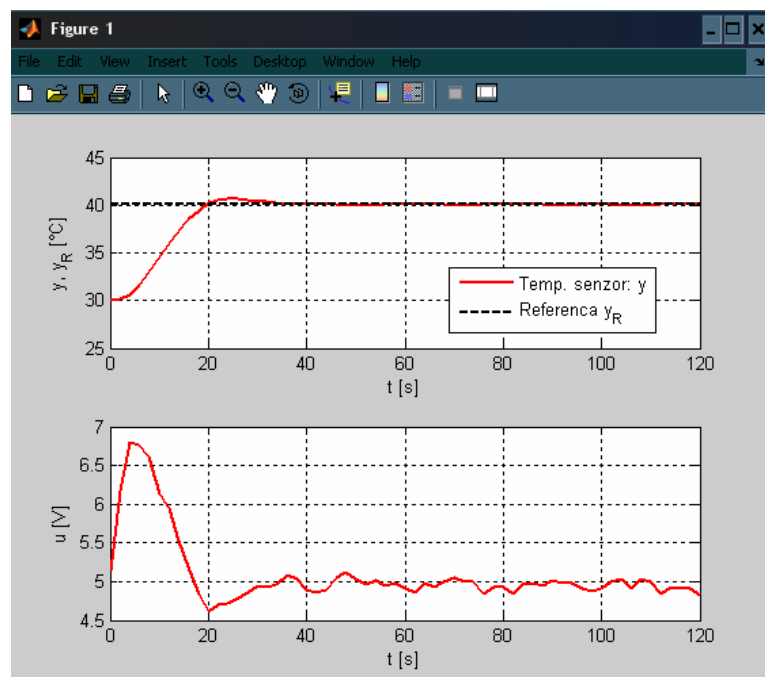 Figure 1
File Edit View Insert Tools Desktop Window Help
45
40
35
30
25
y, y_R [°C]
Temp. senzor: y
Referenca y_R
0 20 40 60 80 100 120
t [s]
7
6.5
6
5.5
5
4.5
u [V]
0 20 40 60 80 100 120
t [s]